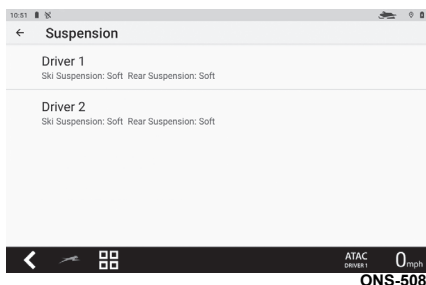 10:51
Suspension
Driver 1
Ski Suspension: Soft Rear Suspension: Soft
Driver 2
Ski Suspension: Soft Rear Suspension: Soft
ATAC
DRIVER 1
0mph
ONS-508